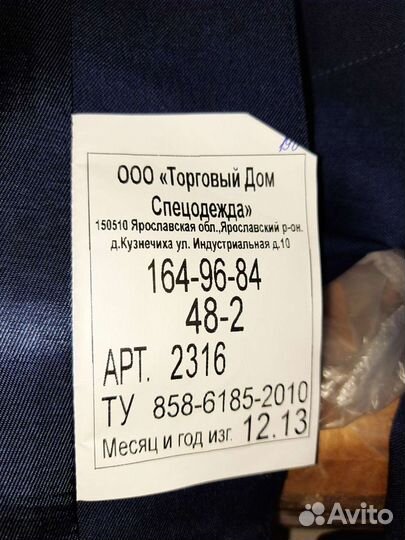 ООО «Торговый Дом
Спецодежда»
150510 Ярославская обл.,Ярославский р-он.
д.Кузнечиха ул. Индустриальная д.10
164-96-84
48-2
АРТ. 2316
ТУ 858-6185-2010
Месяц и год изг. 12.13
Avito